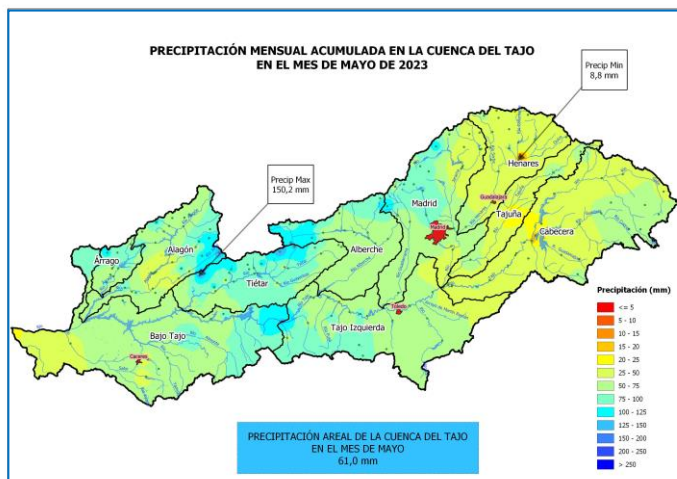 PRECIPITACIÓN MENSUAL ACUMULADA EN LA CUENCA DEL TAJO
EN EL MES DE MAYO DE 2023
Precip Min
8,8 mm
Precip Max
150,2 mm
Henares
Guadalajara
Madrid
Tajuña
Madrid
Cabecera
Alagón
Árrago
Alberche
Tiétar
Toledo
Tajo Izquierda
Bajo Tajo
Cáceres
Precipitación (mm)
<= 5
5 - 10
10 - 15
15 - 20
20 - 25
25 - 50
50 - 75
75 - 100
100 - 125
125 - 150
150 - 200
200 - 250
> 250
PRECIPITACIÓN AREAL DE LA CUENCA DEL TAJO
EN EL MES DE MAYO
61,0 mm